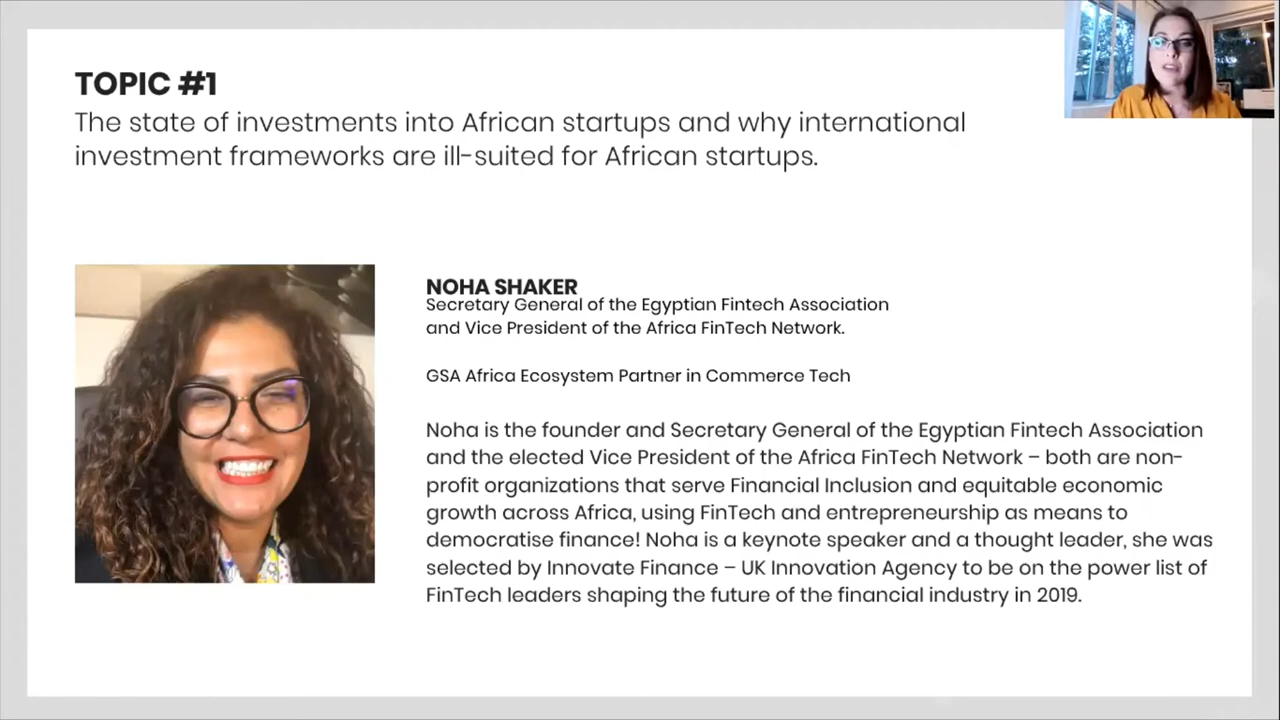 TOPIC #1
The state of investments into African startups and why international
investment frameworks are ill-suited for African startups.
NOHA SHAKER
Secretary General of the Egyptian Fintech Association
and Vice President of the Africa FinTech Network.
GSA Africa Ecosystem Partner in Commerce Tech
Noha is the founder and Secretary General of the Egyptian Fintech Association
and the elected Vice President of the Africa FinTech Network – both are non-
profit organizations that serve Financial Inclusion and equitable economic
growth across Africa, using FinTech and entrepreneurship as means to
democratise finance! Noha is a keynote speaker and a thought leader, she was
selected by Innovate Finance – UK Innovation Agency to be on the power list of
FinTech leaders shaping the future of the financial industry in 2019.